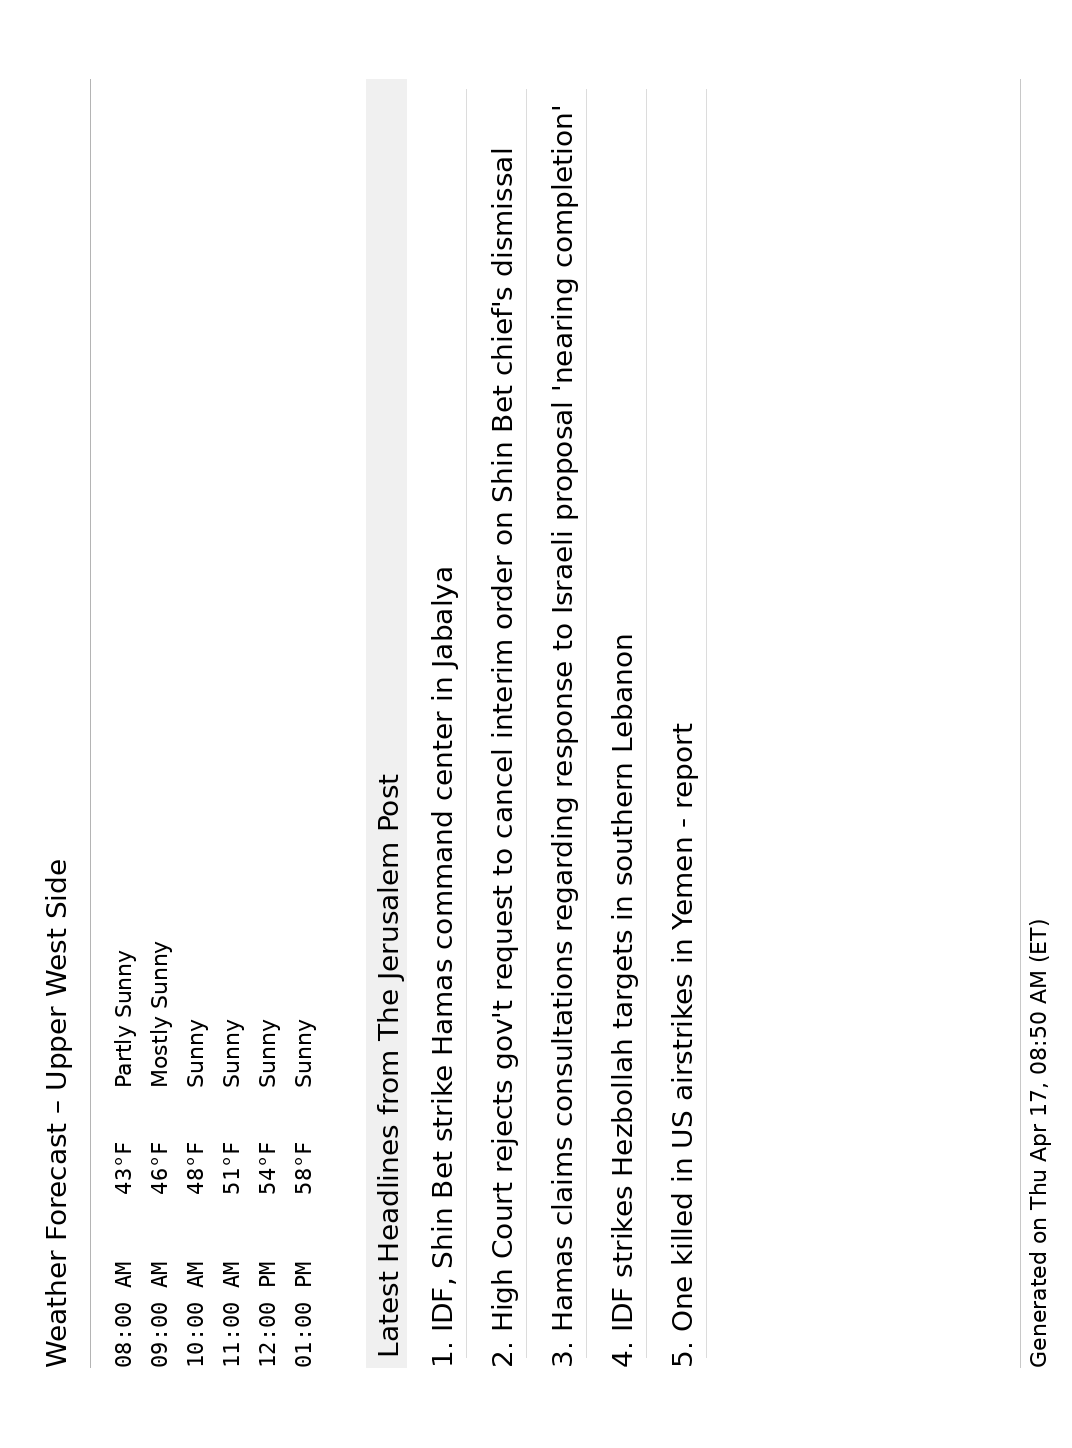 Weather Forecast – Upper West Side
08:00 AM 43°F Partly Sunny
09:00 AM 46°F Mostly Sunny
10:00 AM 48°F Sunny
11:00 AM 51°F Sunny
12:00 PM 54°F Sunny
01:00 PM 58°F Sunny
Latest Headlines from The Jerusalem Post
1. IDF, Shin Bet strike Hamas command center in Jabalya
2. High Court rejects gov't request to cancel interim order on Shin Bet chief's dismissal
3. Hamas claims consultations regarding response to Israeli proposal 'nearing completion'
4. IDF strikes Hezbollah targets in southern Lebanon
5. One killed in US airstrikes in Yemen - report
Generated on Thu Apr 17, 08:50 AM (ET)